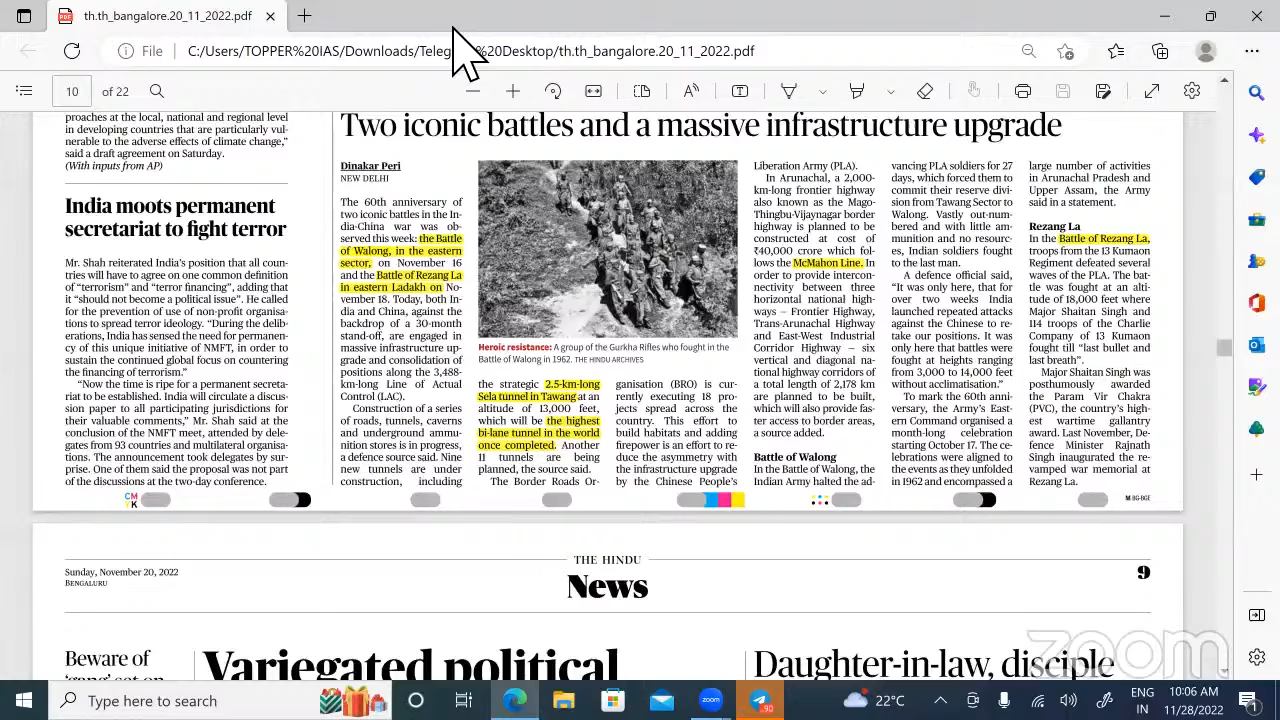 th.th_bangalore.20_11_2022.pdf
File
C:/Users/TOPPER%20IAS/Downloads/Teleg %20Desktop/th.th_bangalore.20_11_2022.pdf
10
of 22
proaches at the local, national and regional level
in developing countries that are particularly vul-
nerable to the adverse effects of climate change,"
said a draft agreement on Saturday.
(With inputs from AP)
India moots permanent
secretariat to fight terror
Mr. Shah reiterated India's position that all coun-
tries will have to agree on one common definition
of "terrorism" and "terror financing", adding that
it "should not become a political issue". He called
for the prevention of use of non-profit organisa-
tions to spread terror ideology. "During the delib-
erations, India has sensed the need for permanen-
cy of this unique initiative of NMFT, in order to
sustain the continued global focus on countering
the financing of terrorism."
"Now the time is ripe for a permanent secreta-
riat to be established. India will circulate a discus-
sion paper to all participating jurisdictions for
their valuable comments," Mr. Shah said at the
conclusion of the NMFT meet, attended by dele-
gates from 93 countries and multilateral organisa-
tions. The announcement took delegates by sur-
prise. One of them said the proposal was not part
of the discussions at the two-day conference.
Two iconic battles and a massive infrastructure upgrade
Dinakar Peri
NEW DELHI
The 60th anniversary of
two iconic battles in the In-
dia-China war was ob-
served this week: the Battle
of Walong, in the eastern
sector, on November 16
and the Battle of Rezang La
in eastern Ladakh on No-
vember 18. Today, both In-
dia and China, against the
backdrop of a 30-month
stand-off, are engaged in
massive infrastructure up-
grade and consolidation of
positions along the 3,488-
km-long Line of Actual
Control (LAC).
Construction of a series
of roads, tunnels, caverns
and underground ammu-
nition stores is in progress,
a defence source said. Nine
new tunnels are under
construction, including
Heroic resistance: A group of the Gurkha Rifles who fought in the
Battle of Walong in 1962. THE HINDU ARCHIVES
the strategic 2.5-km-long
Sela tunnel in Tawang at an
altitude of 13,000 feet,
which will be the highest
bi-lane tunnel in the world
once completed. Another
11 tunnels are being
planned, the source said.
The Border Roads Or-
ganisation (BRO) is cur-
rently executing 18 pro-
jects spread across the
country. This effort to
build habitats and adding
firepower is an effort to re-
duce the asymmetry with
the infrastructure upgrade
by the Chinese People's
Liberation Army (PLA).
In Arunachal, a 2,000-
km-long frontier highway
also known as the Mago-
Thingbu-Vijaynagar border
highway is planned to be
constructed at cost of
₹40,000 crore which fol-
lows the McMahon Line. In
order to provide intercon-
nectivity between three
horizontal national high-
ways – Frontier Highway,
Trans-Arunachal Highway
and East-West Industrial
Corridor Highway – six
vertical and diagonal na-
tional highway corridors of
a total length of 2,178 km
are planned to be built,
which will also provide fas-
ter access to border areas,
a source added.
Battle of Walong
In the Battle of Walong, the
Indian Army halted the ad-
vancing PLA soldiers for 27
days, which forced them to
commit their reserve divi-
sion from Tawang Sector to
Walong. Vastly out-num-
bered and with little am-
munition and no resourc-
es, Indian soldiers fought
to the last man.
A defence official said,
"It was only here, that for
over two weeks India
launched repeated attacks
against the Chinese to re-
take our positions. It was
only here that battles were
fought at heights ranging
from 3,000 to 14,000 feet
without acclimatisation."
To mark the 60th anni-
versary, the Army's East-
ern Command organised a
month-long celebration
starting October 17. The ce-
lebrations were aligned to
the events as they unfolded
in 1962 and encompassed a
large number of activities
in Arunachal Pradesh and
Upper Assam, the Army
said in a statement.
Rezang La
In the Battle of Rezang La,
troops from the 13 Kumaon
Regiment defeated several
waves of the PLA. The bat-
tle was fought at an alti-
tude of 18,000 feet where
Major Shaitan Singh and
114 troops of the Charlie
company of 13 Kumaon
fought till "last bullet and
last breath".
Major Shaitan Singh was
posthumously awarded
the Param Vir Chakra
(PVC), the country's high-
est wartime gallantry
award. Last November, De-
fence Minister Rajnath
Singh inaugurated the re-
vamped war memorial at
Rezang La.
CM
YK
M BG-BGE
Sunday, November 20, 2022
BENGALURU
THE HINDU
News
9
Beware of
Variegated political
Daughter-in-law, disciple
zoom
Type here to search
zoom
90
22°C
ENG
IN
10:06 AM
11/28/2022
1